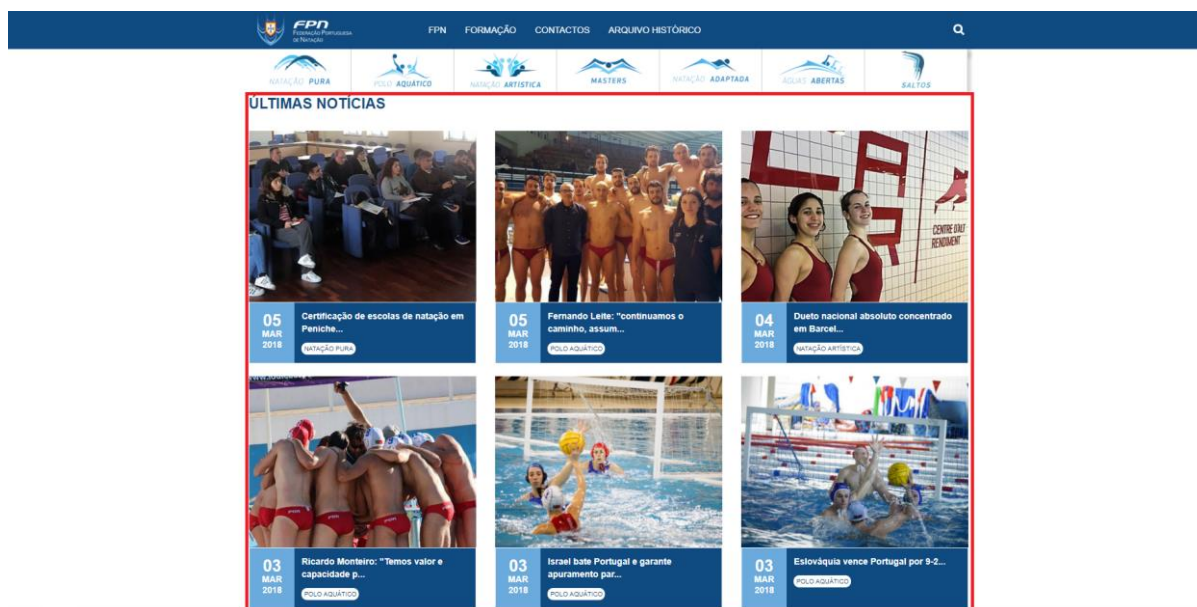 FPN
FEDERAÇÃO PORTUGUESA
DE NATAÇÃO
FPN FORMAÇÃO CONTACTOS ARQUIVO HISTÓRICO
NATAÇÃO PURA
POLO AQUÁTICO
NATAÇÃO ARTÍSTICA
MASTERS
NATAÇÃO ADAPTADA
ÁGUAS ABERTAS
SALTOS
ÚLTIMAS NOTÍCIAS
CAR
CENTRE D'ALT
RENDIMENT
05
MAR
2018
Certificação de escolas de natação em
Peniche...
NATAÇÃO PURA
05
MAR
2018
Fernando Leite: "continuamos o
caminho, assum...
POLO AQUÁTICO
04
MAR
2018
Dueto nacional absoluto concentrado
em Barcel...
NATAÇÃO ARTÍSTICA
03
MAR
2018
Ricardo Monteiro: "Temos valor e
capacidade p...
POLO AQUÁTICO
03
MAR
2018
Israel bate Portugal e garante
apuramento par...
POLO AQUÁTICO
03
MAR
2018
Eslováquia vence Portugal por 9-2...
POLO AQUÁTICO